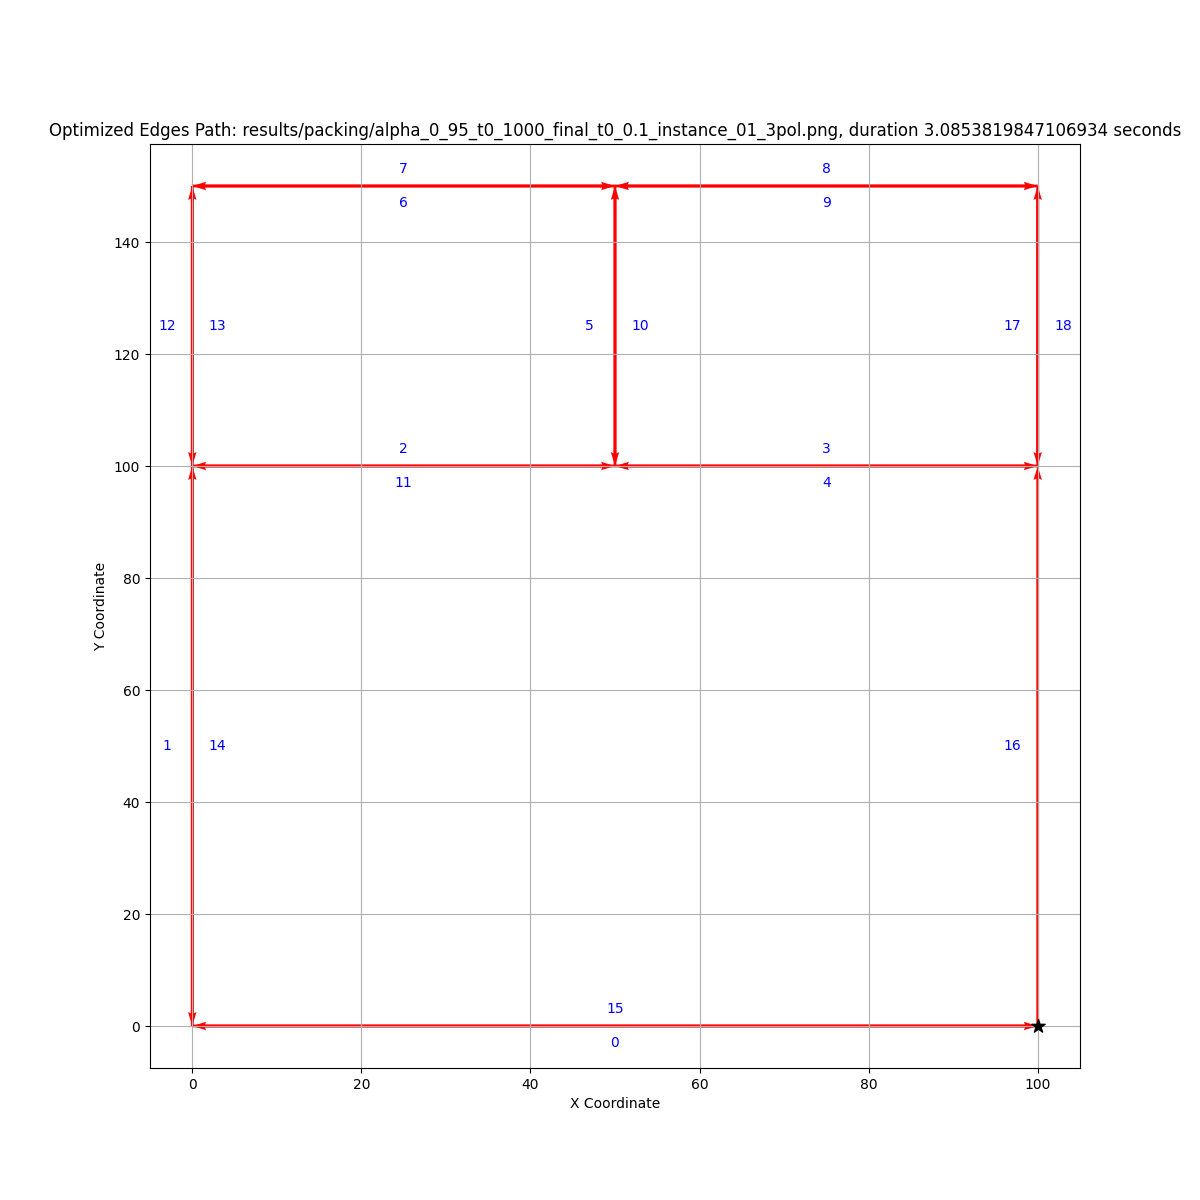 Optimized Edges Path: results/packing/alpha_0_95_t0_1000_final_t0_0.1_instance_01_3pol.png, duration 3.0853819847106934 seconds
7 8
6 9
140
12 13 5 10 17 18
120
2 3
100
11 4
80
Y Coordinate
60
1 14 16
40
20
15
0
0
0 20 40 60 80 100
X Coordinate